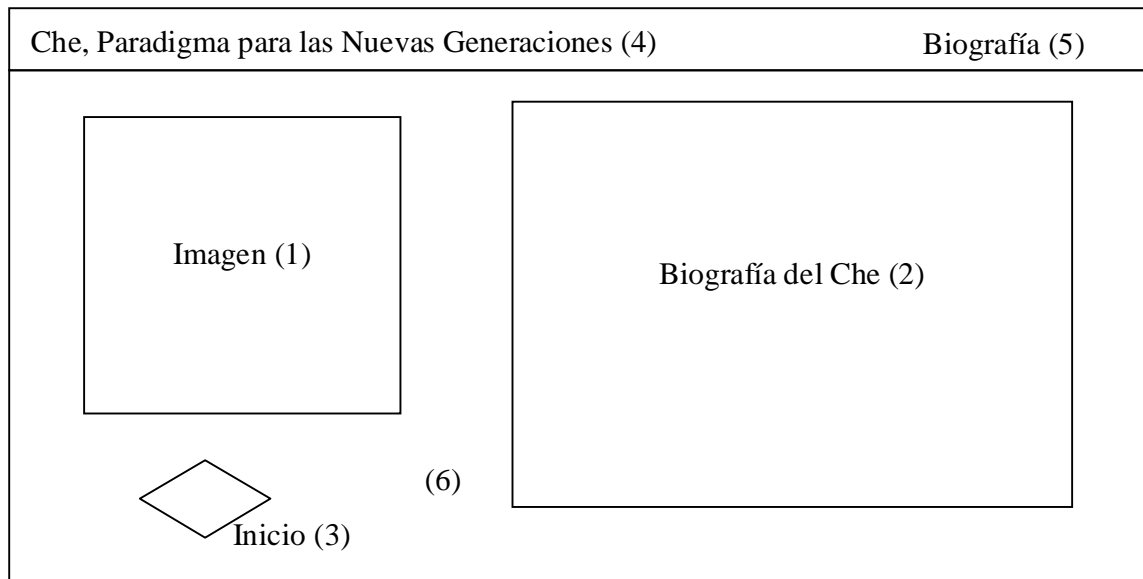 Che, Paradigma para las Nuevas Generaciones (4)
Biografía (5)
Imagen (1)
Biografía del Che (2)
(6)
Inicio (3)